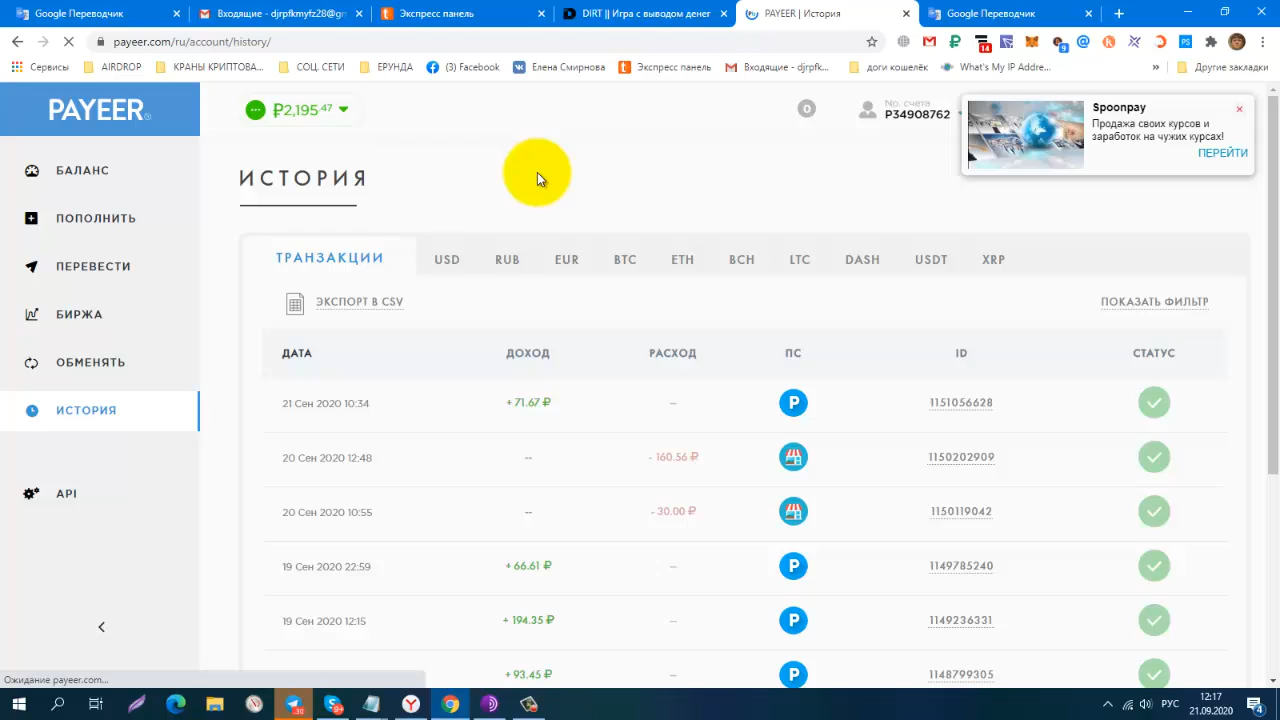 Google Переводчик
Входящие - djrpfkmyfz28@gm
Экспресс панель
DiRT || Игра с выводом денег
PAYEER | История
Google Переводчик
payeer.com/ru/account/history/
Сервисы
AIRDROP
КРАНЫ КРИПТОВА...
СОЦ. СЕТИ
ЕРУНДА
(3) Facebook
Елена Смирнова
Экспресс панель
Входящие - djrpfk...
доги кошелёк
What's My IP Addre...
»
Другие закладки
PAYEER
₽2,195.47
0
№. счета
P34908762
Spoonpay
Продажа своих курсов и
заработок на чужих курсах!
ПЕРЕЙТИ
БАЛАНС
ПОПОЛНИТЬ
ПЕРЕВЕСТИ
БИРЖА
ОБМЕНЯТЬ
ИСТОРИЯ
API
ИСТОРИЯ
ТРАНЗАКЦИИ USD RUB EUR BTC ETH BCH LTC DASH USDT XRP
ЭКСПОРТ В CSV
ПОКАЗАТЬ ФИЛЬТР
ДАТА ДОХОД РАСХОД ПС ID СТАТУС
21 Сен 2020 10:34 + 71.67 ₽ -- P 1151056628
20 Сен 2020 12:48 -- - 160.56 ₽ 1150202909
20 Сен 2020 10:55 -- - 30.00 ₽ 1150119042
19 Сен 2020 22:59 + 66.61 ₽ -- P 1149785240
19 Сен 2020 12:15 + 194.35 ₽ -- P 1149236331
+ 93.45 ₽ -- P 1148799305
Ожидание payeer.com...
РУС
12:17
21.09.2020